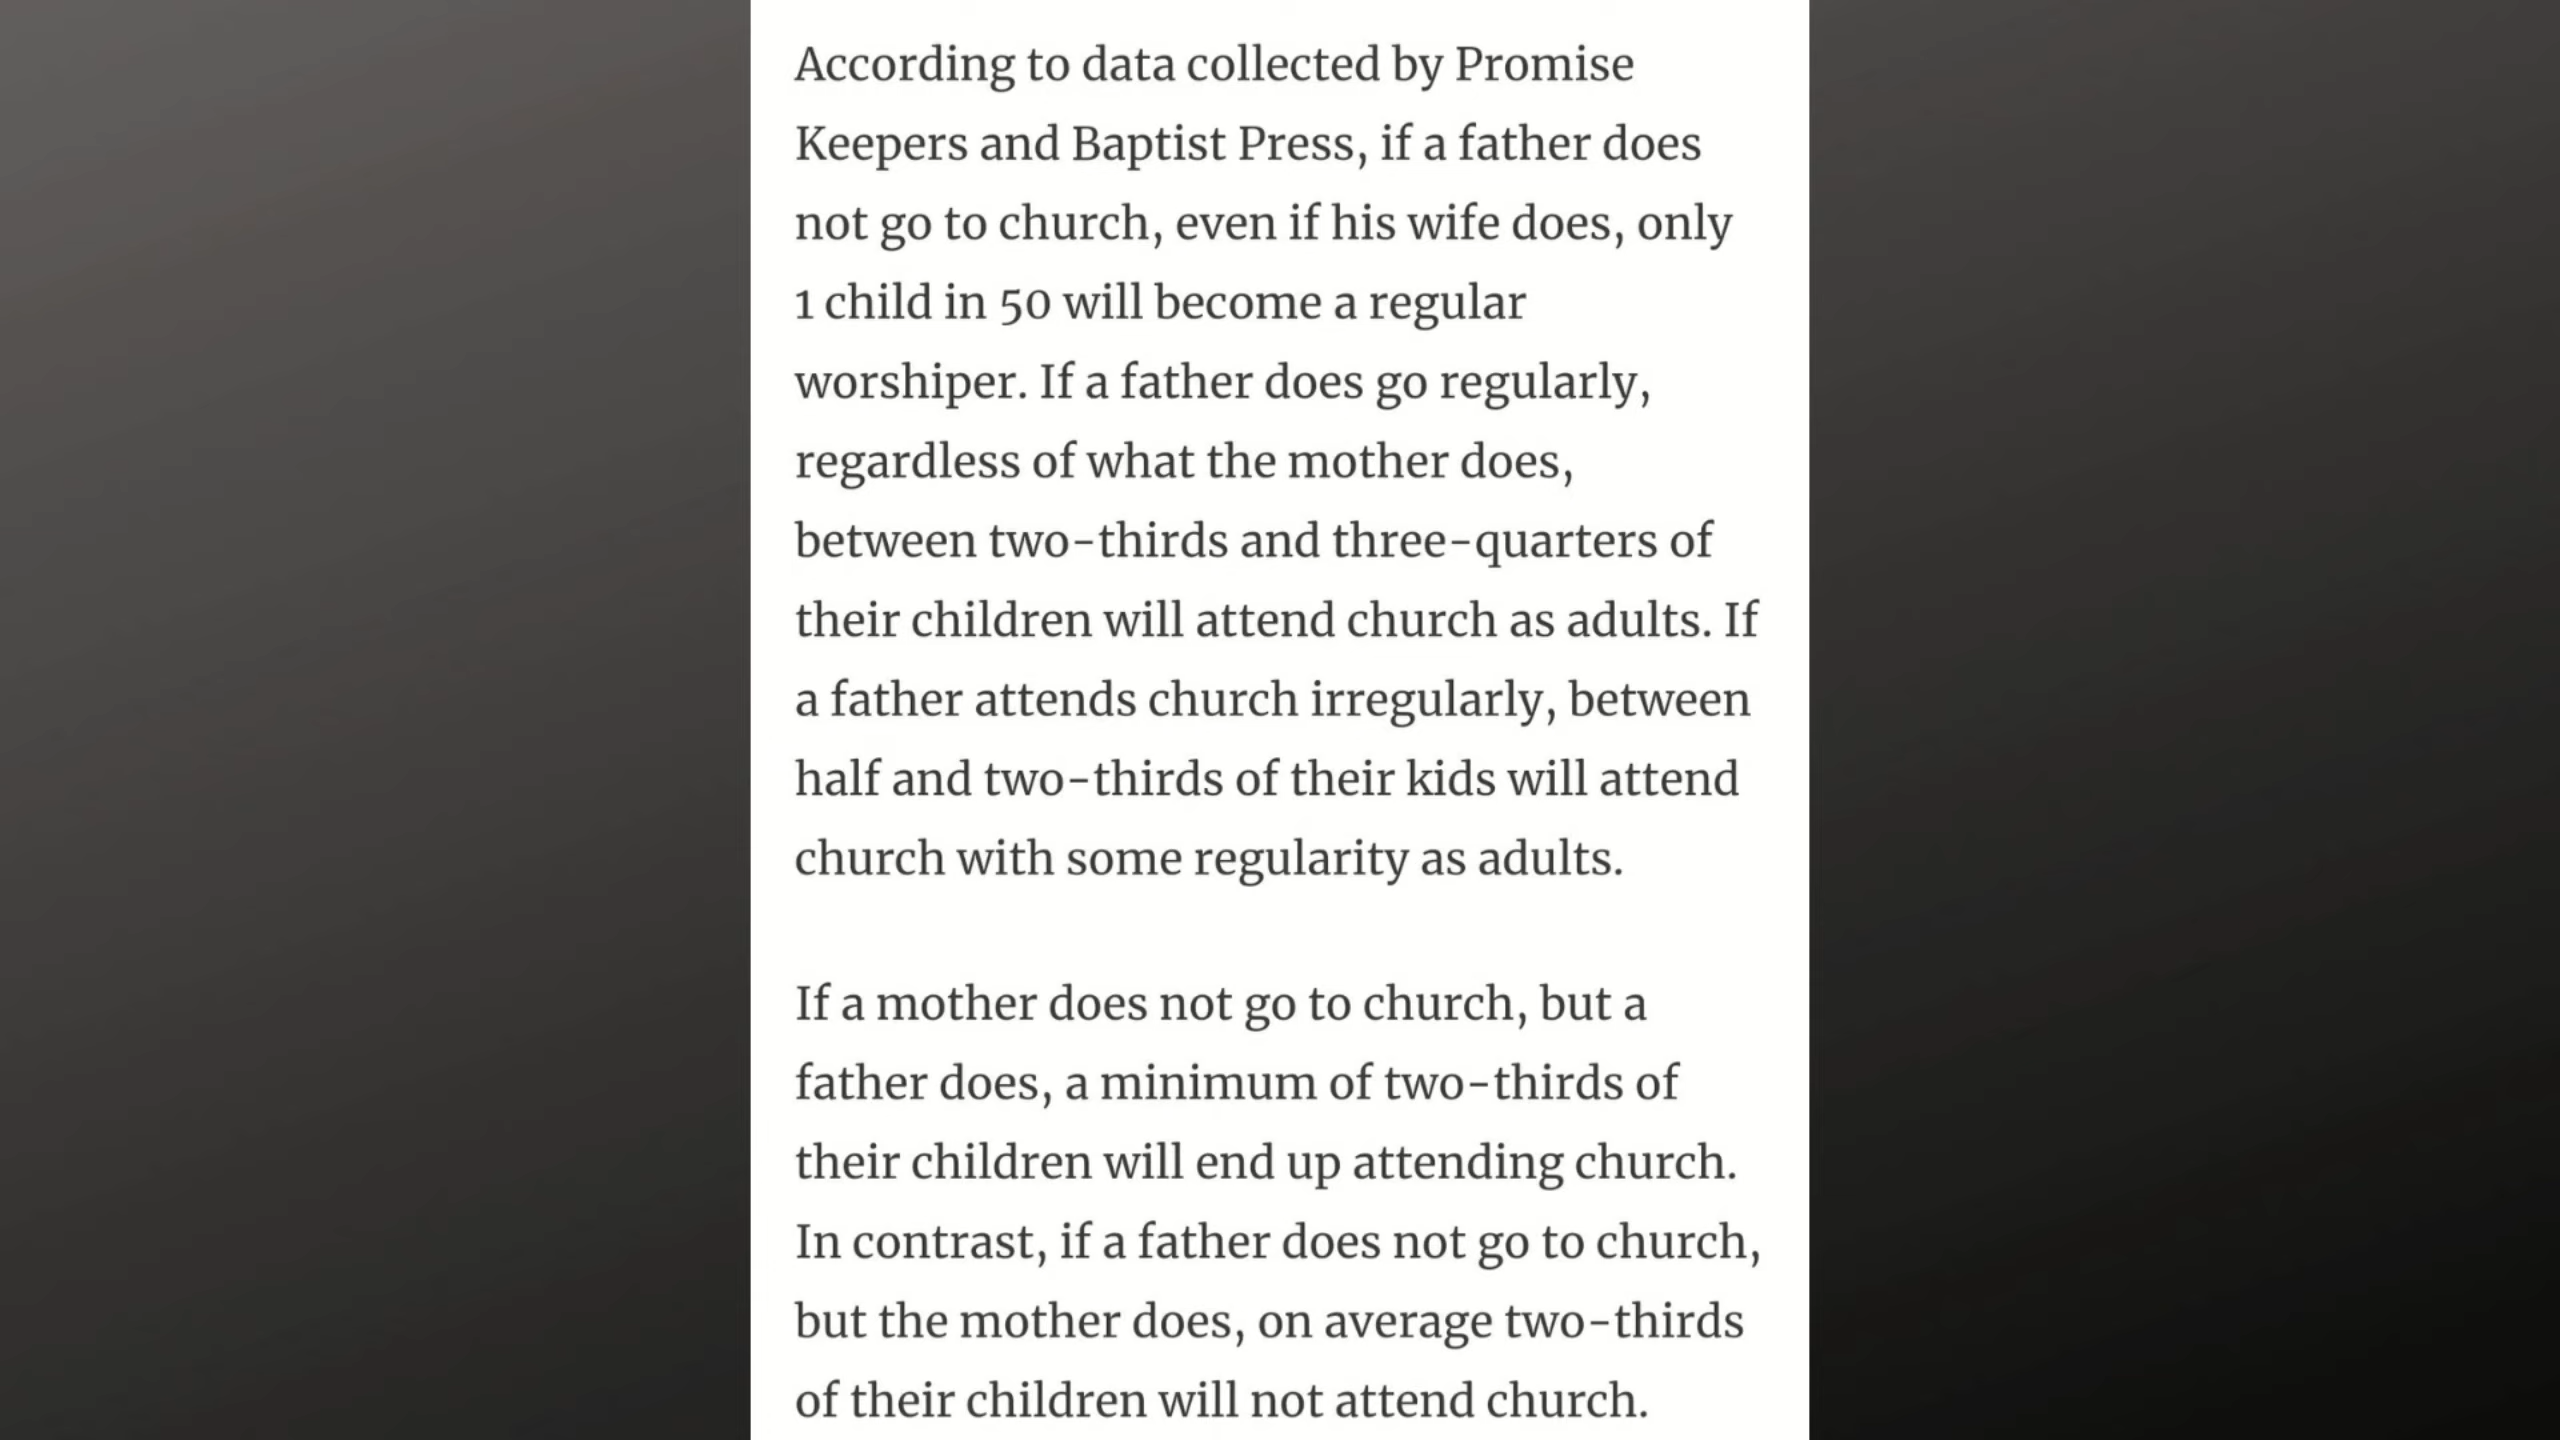 According to data collected by Promise
Keepers and Baptist Press, if a father does
not go to church, even if his wife does, only
1 child in 50 will become a regular
worshiper. If a father does go regularly,
regardless of what the mother does,
between two-thirds and three-quarters of
their children will attend church as adults. If
a father attends church irregularly, between
half and two-thirds of their kids will attend
church with some regularity as adults.
If a mother does not go to church, but a
father does, a minimum of two-thirds of
their children will end up attending church.
In contrast, if a father does not go to church,
but the mother does, on average two-thirds
of their children will not attend church.